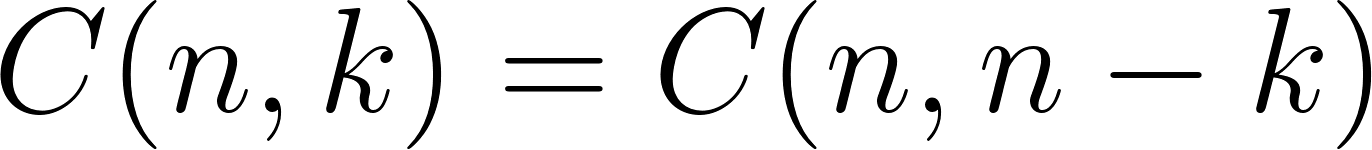 C(n, k) = C(n, n − k)